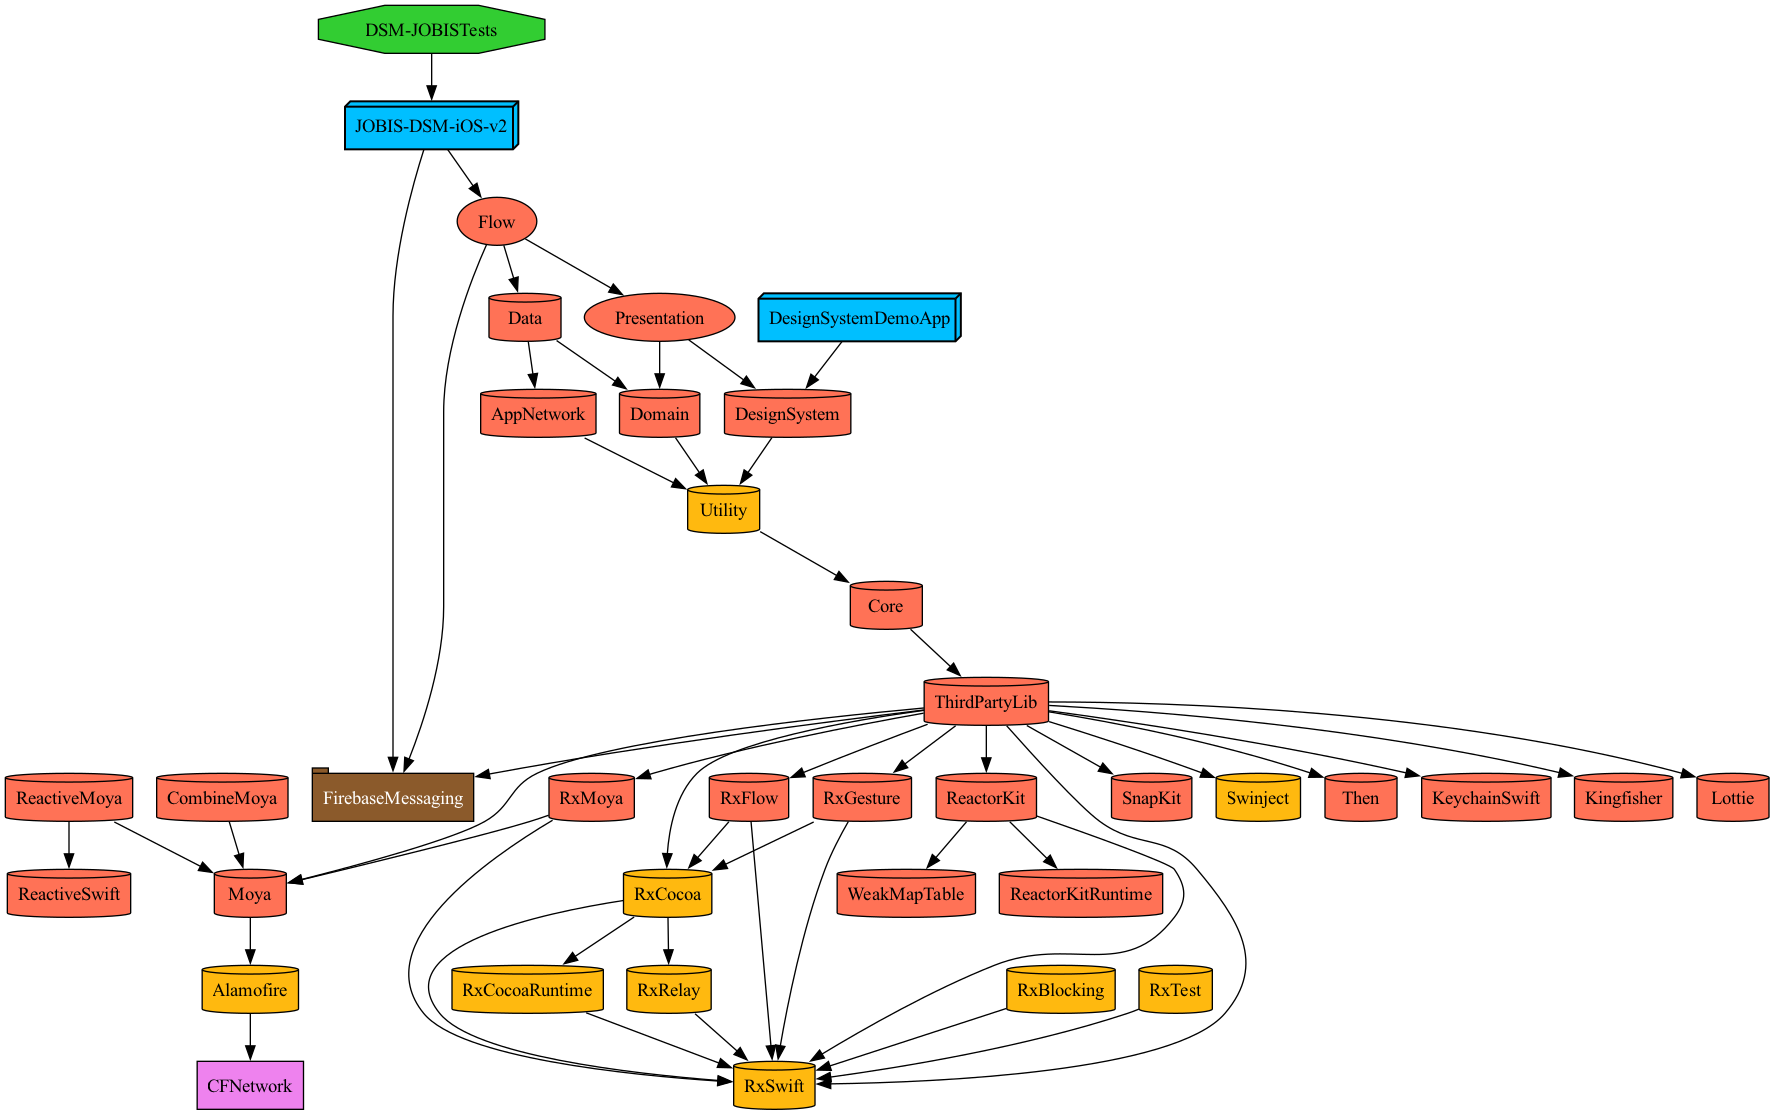 DSM-JOBISTests
JOBIS-DSM-iOS-v2
Flow
Data
Presentation
DesignSystemDemoApp
AppNetwork
Domain
DesignSystem
Utility
Core
ThirdPartyLib
ReactiveMoya
CombineMoya
FirebaseMessaging
RxMoya
RxFlow
RxGesture
ReactorKit
SnapKit
Swinject
Then
KeychainSwift
Kingfisher
Lottie
ReactiveSwift
Moya
RxCocoa
WeakMapTable
ReactorKitRuntime
Alamofire
RxCocoaRuntime
RxRelay
RxBlocking
RxTest
CFNetwork
RxSwift